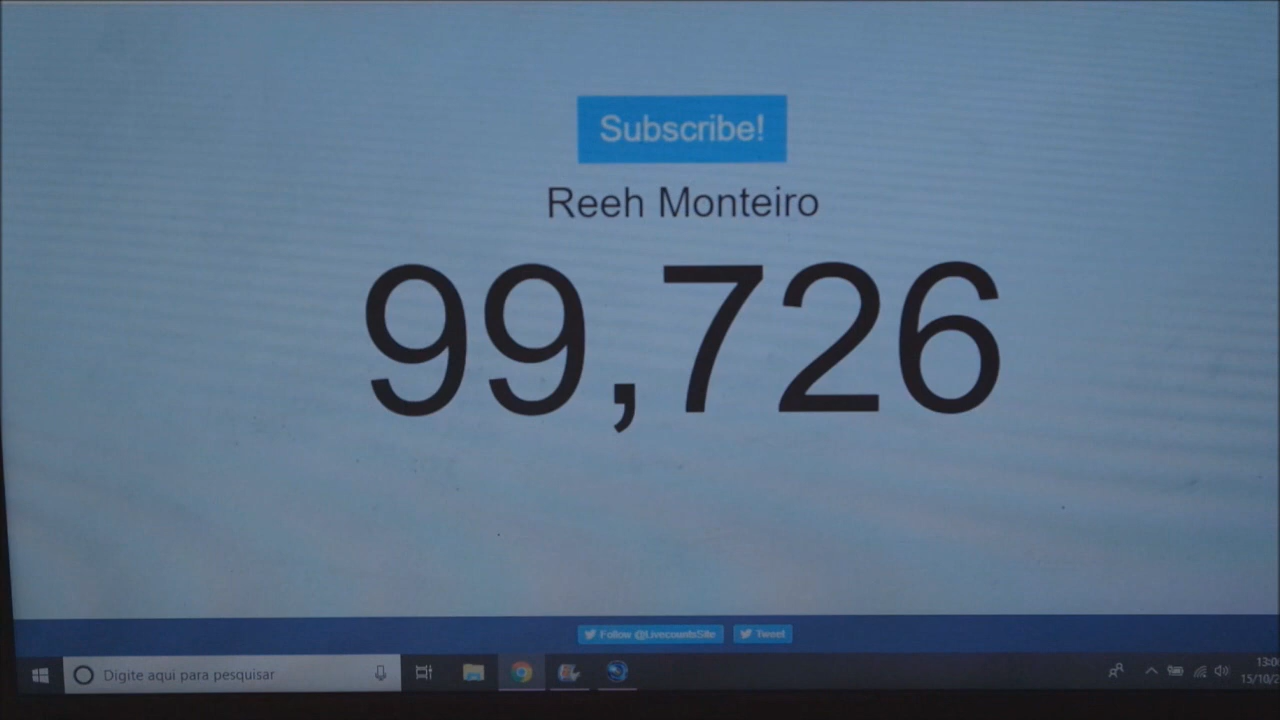 Subscribe!
Reeh Monteiro
99,726
Follow @LivecountsSite
Tweet
Digite aqui para pesquisar